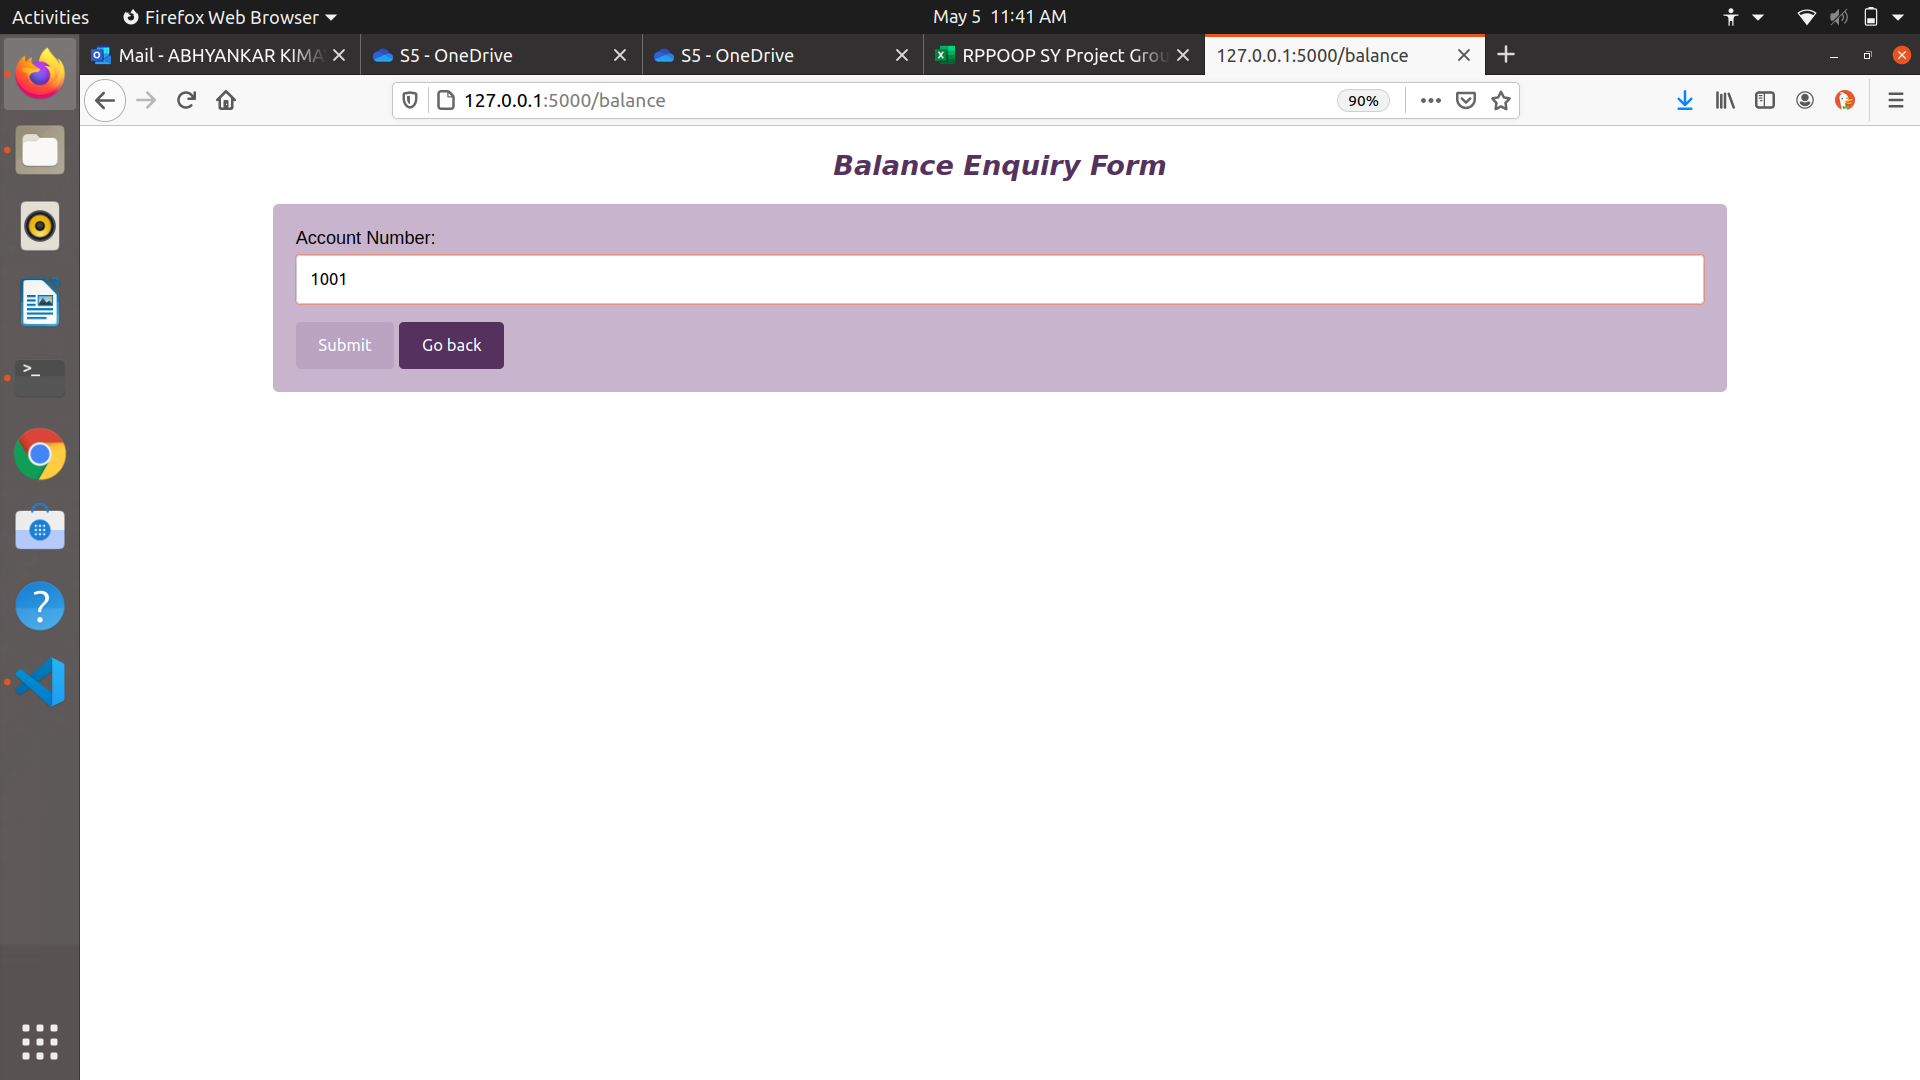 Activities Firefox Web Browser May 5 11:41 AM
Mail - ABHYANKAR KIMA S5 - OneDrive S5 - OneDrive RPPOOP SY Project Grou 127.0.0.1:5000/balance
127.0.0.1:5000/balance 90%
Balance Enquiry Form
Account Number:
1001
Submit Go back